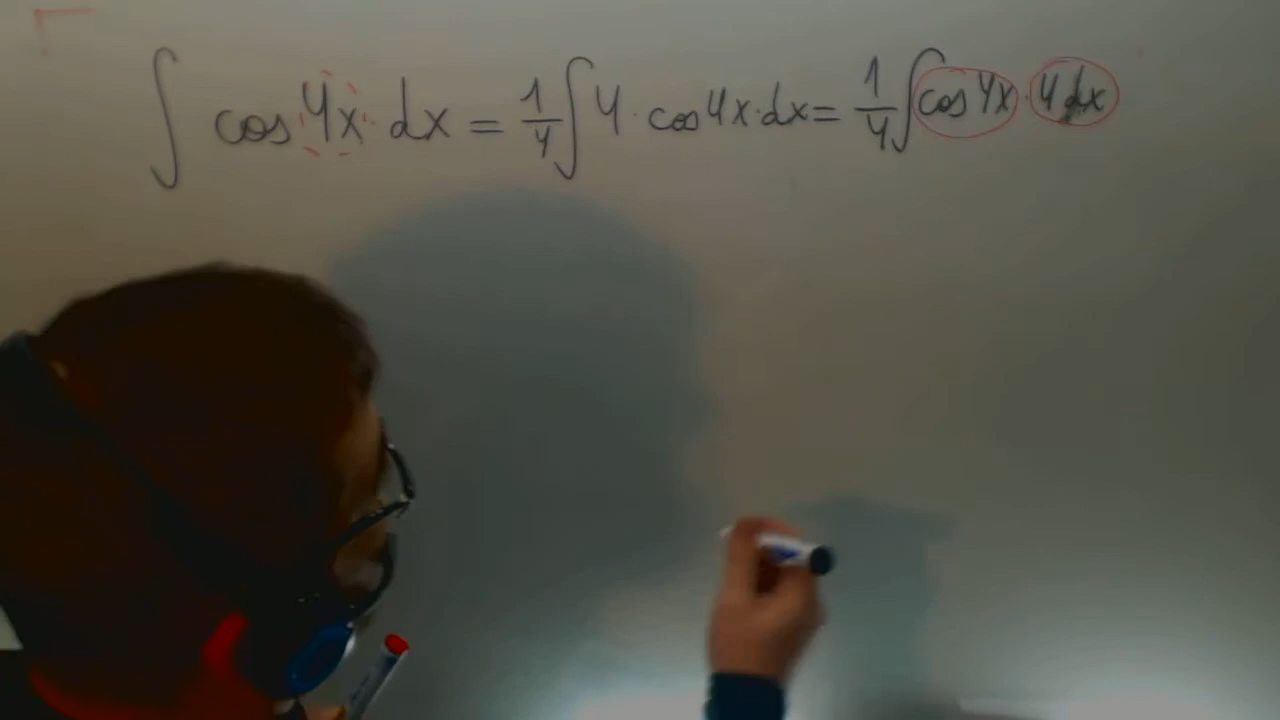 ∫ cos 4x · dx = 1/4 ∫ 4 · cos 4x · dx = 1/4 ∫ cos 4x · 4 dx